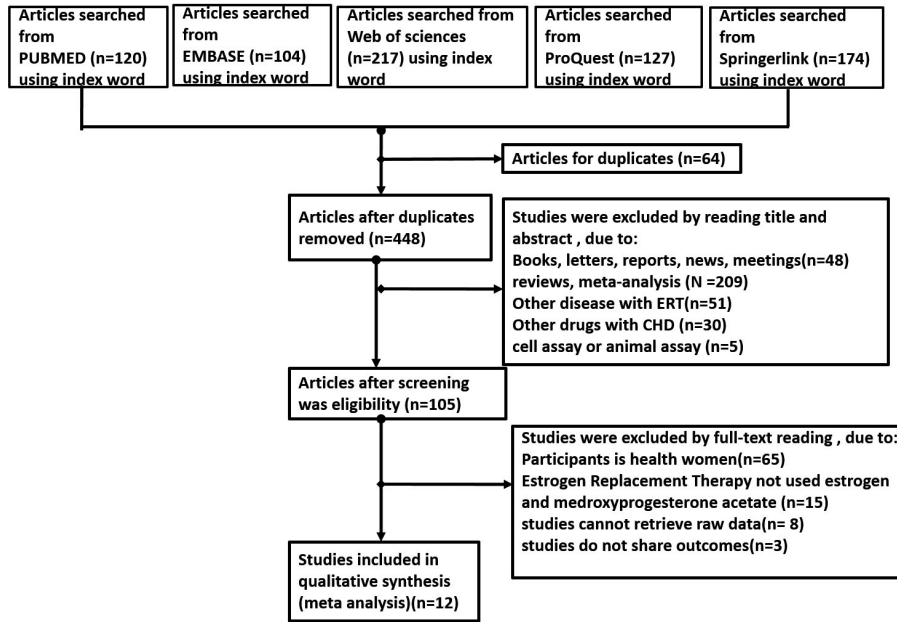 Articles searched
from
PUBMED (n=120)
using index word
Articles searched
from
EMBASE (n=104)
using index word
Articles searched from
Web of sciences
(n=217) using index
word
Articles searched
from
ProQuest (n=127)
using index word
Articles searched
from
Springerlink (n=174)
using index word
Articles for duplicates (n=64)
Articles after duplicates
removed (n=448)
Studies were excluded by reading title and
abstract , due to:
Books, letters, reports, news, meetings(n=48)
reviews, meta-analysis (N =209)
Other disease with ERT(n=51)
Other drugs with CHD (n=30)
cell assay or animal assay (n=5)
Articles after screening
was eligibility (n=105)
Studies were excluded by full-text reading , due to:
Participants is health women(n=65)
Estrogen Replacement Therapy not used estrogen
and medroxyprogesterone acetate (n=15)
studies cannot retrieve raw data(n= 8)
studies do not share outcomes(n=3)
Studies included in
qualitative synthesis
(meta analysis)(n=12)